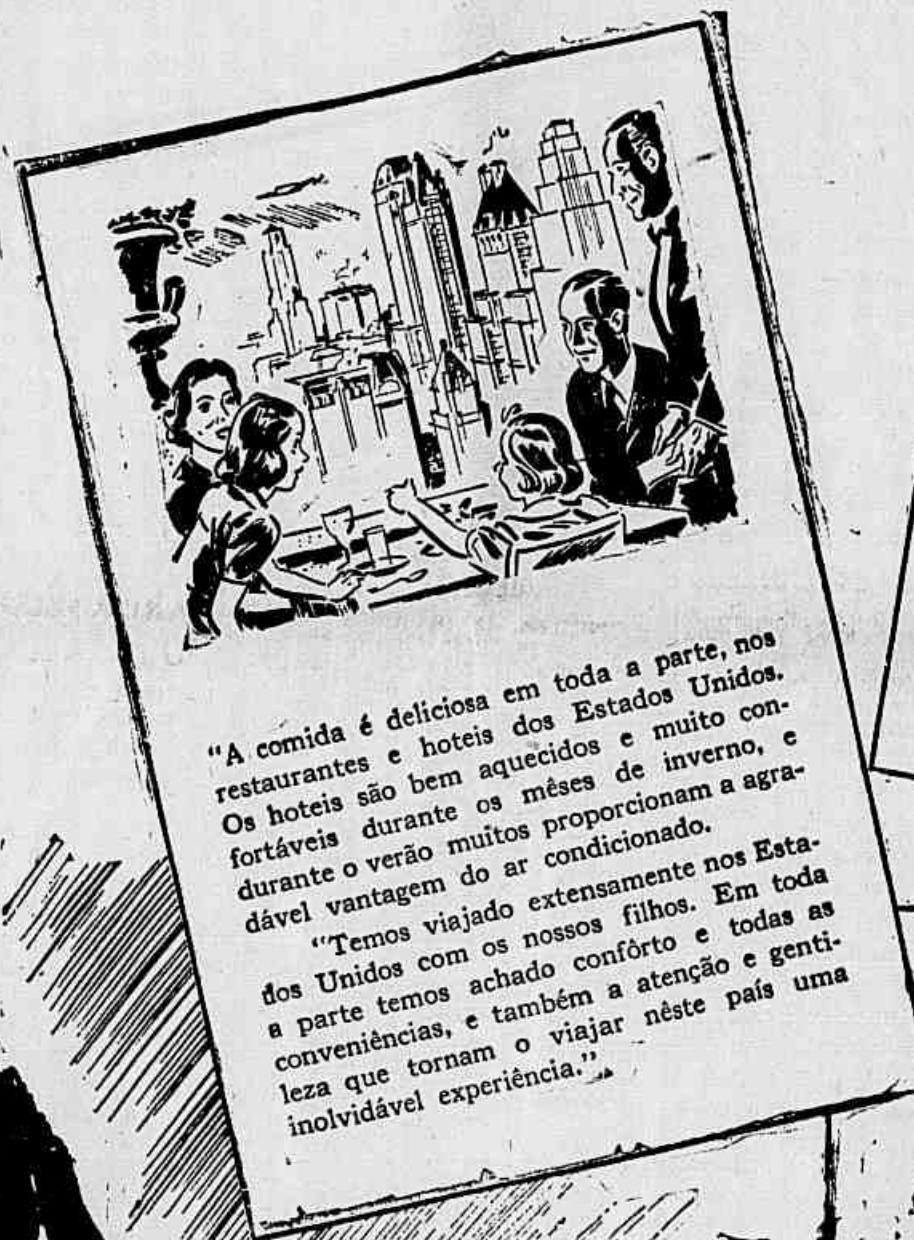 “A comida é deliciosa em toda a parte, nos
restaurantes e hoteis dos Estados Unidos.
Os hoteis são bem aquecidos e muito con-
fortáveis durante os mêses de inverno, e
durante o verão muitos proporcionam a agra-
dável vantagem do ar condicionado.
“Temos viajado extensamente nos Esta-
dos Unidos com os nossos filhos. Em toda
a parte temos achado confôrto e todas as
conveniências, e também a atenção e genti-
leza que tornam o viajar nêste país uma
inolvidável experiência.”